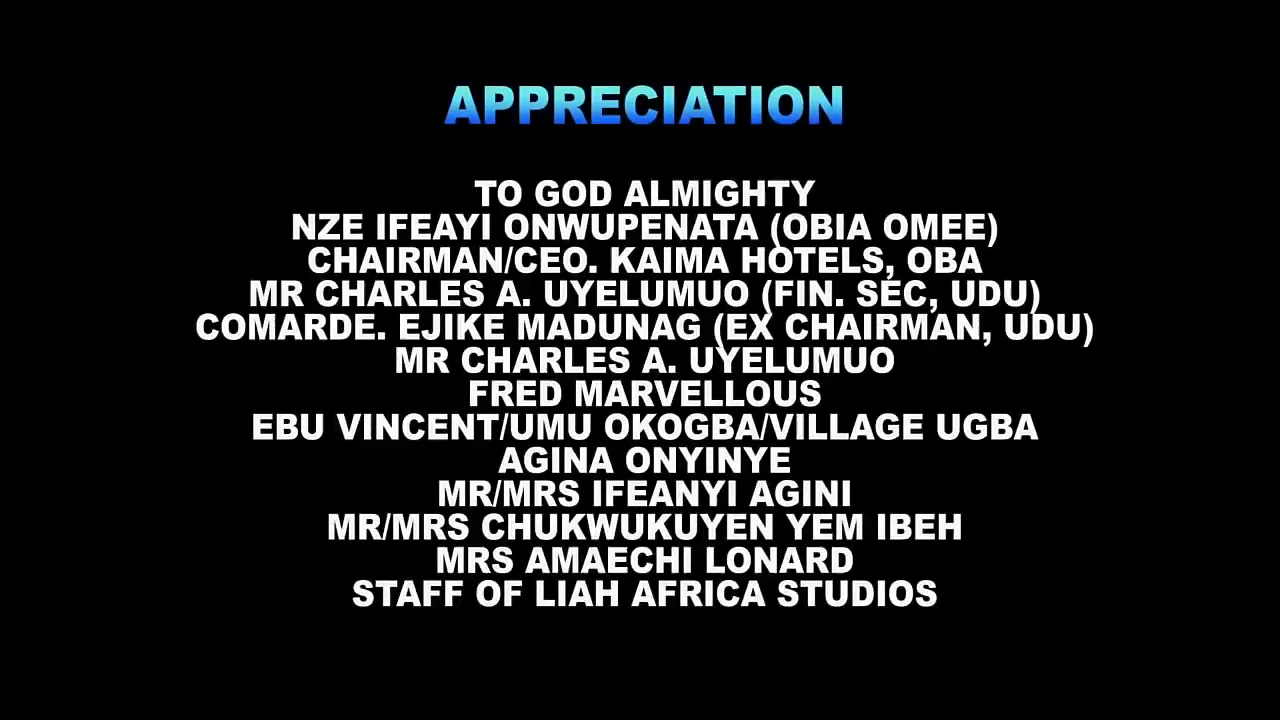 APPRECIATION
TO GOD ALMIGHTY
NZE IFEAYI ONWUPENATA (OBIA OMEE)
CHAIRMAN/CEO. KAIMA HOTELS, OBA
MR CHARLES A. UYELUMUO (FIN. SEC, UDU)
COMARDE. EJIKE MADUNAG (EX CHAIRMAN, UDU)
MR CHARLES A. UYELUMUO
FRED MARVELLOUS
EBU VINCENT/UMU OKOGBA/VILLAGE UGBA
AGINA ONYINYE
MR/MRS IFEANYI AGINI
MR/MRS CHUKWUKUYEN YEM IBEH
MRS AMAECHI LONARD
STAFF OF LIAH AFRICA STUDIOS